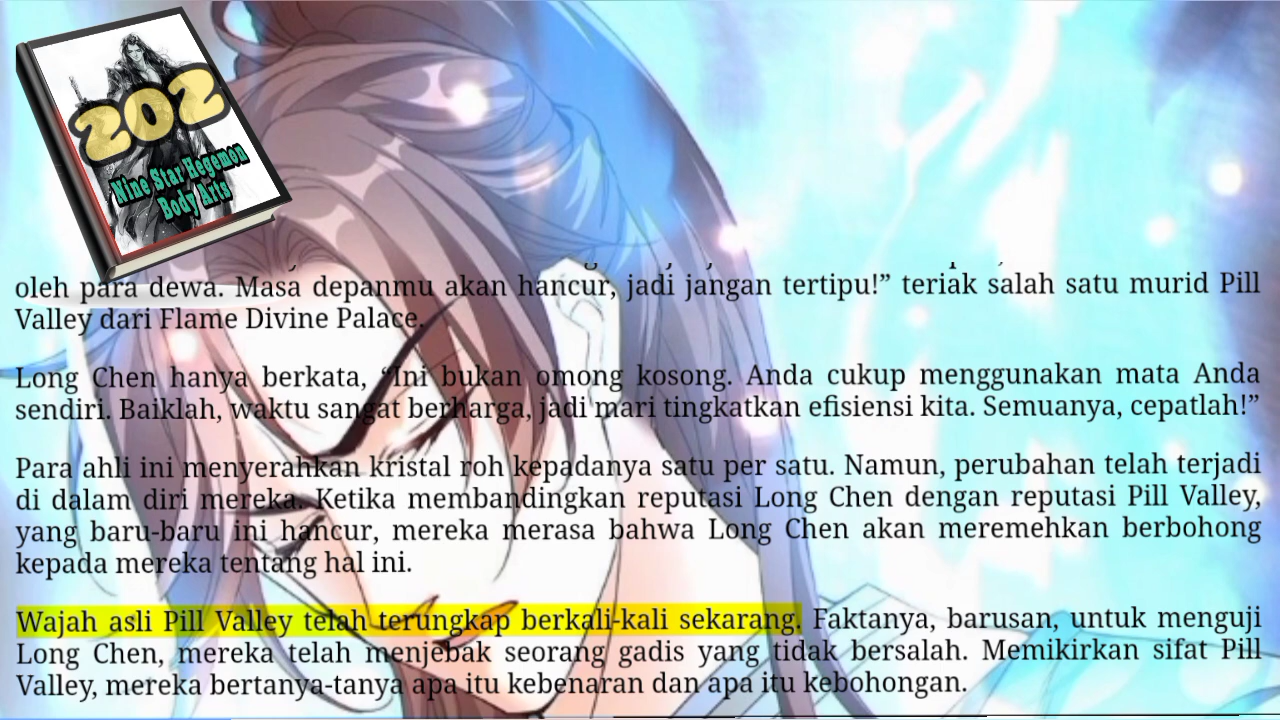 202
Nine Star Hegemon
Body Arts
oleh para dewa. Masa depanmu akan hancur, jadi jangan tertipu!” teriak salah satu murid Pill
Valley dari Flame Divine Palace.
Long Chen hanya berkata, “Ini bukan omong kosong. Anda cukup menggunakan mata Anda
sendiri. Baiklah, waktu sangat berharga, jadi mari tingkatkan efisiensi kita. Semuanya, cepatlah!”
Para ahli ini menyerahkan kristal roh kepadanya satu per satu. Namun, perubahan telah terjadi
di dalam diri mereka. Ketika membandingkan reputasi Long Chen dengan reputasi Pill Valley,
yang baru-baru ini hancur, mereka merasa bahwa Long Chen akan meremehkan berbohong
kepada mereka tentang hal ini.
Wajah asli Pill Valley telah terungkap berkali-kali sekarang. Faktanya, barusan, untuk menguji
Long Chen, mereka telah menjebak seorang gadis yang tidak bersalah. Memikirkan sifat Pill
Valley, mereka bertanya-tanya apa itu kebenaran dan apa itu kebohongan.